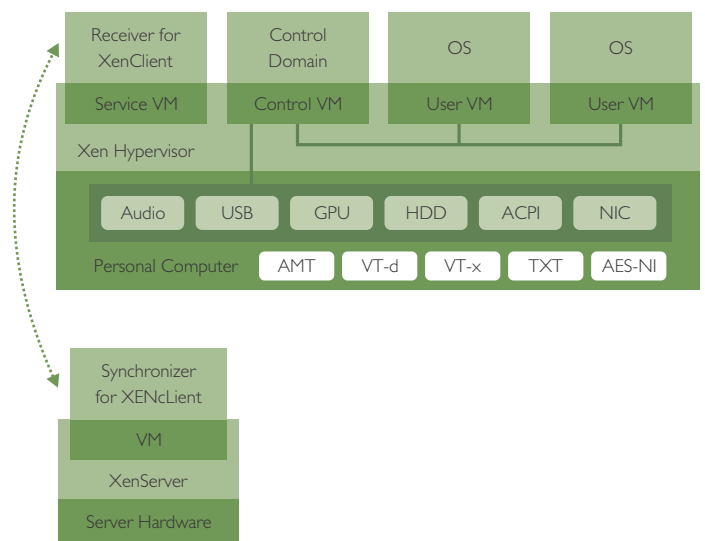 Receiver for
XenClient
Control
Domain
OS
OS
Service VM
Control VM
User VM
User VM
Xen Hypervisor
Audio
USB
GPU
HDD
ACPI
NIC
Personal Computer
AMT
VT-d
VT-x
TXT
AES-NI
Synchronizer
for XENcLient
VM
XenServer
Server Hardware